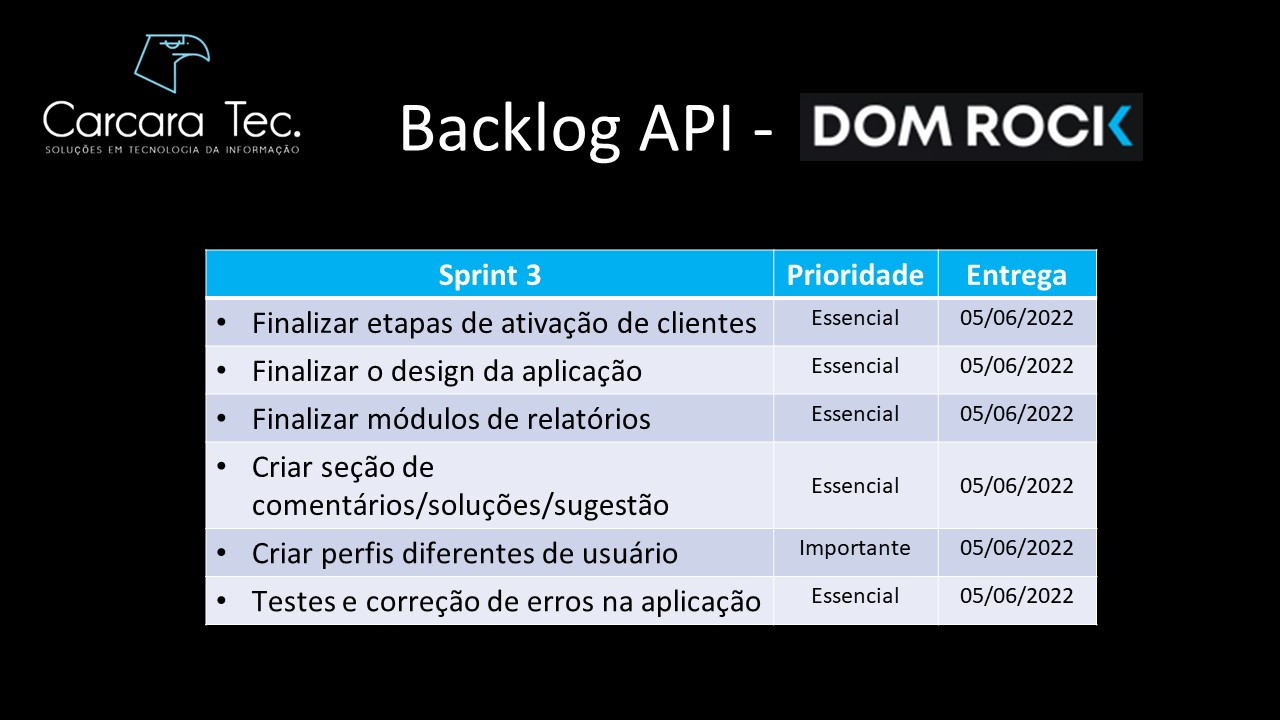 Carcara Tec.
SOLUÇÕES EM TECNOLOGIA DA INFORMAÇÃO
Backlog API - DOM ROCK
Sprint 3 Prioridade Entrega
• Finalizar etapas de ativação de clientes Essencial 05/06/2022
• Finalizar o design da aplicação Essencial 05/06/2022
• Finalizar módulos de relatórios Essencial 05/06/2022
• Criar seção de
comentários/soluções/sugestão Essencial 05/06/2022
• Criar perfis diferentes de usuário Importante 05/06/2022
• Testes e correção de erros na aplicação Essencial 05/06/2022